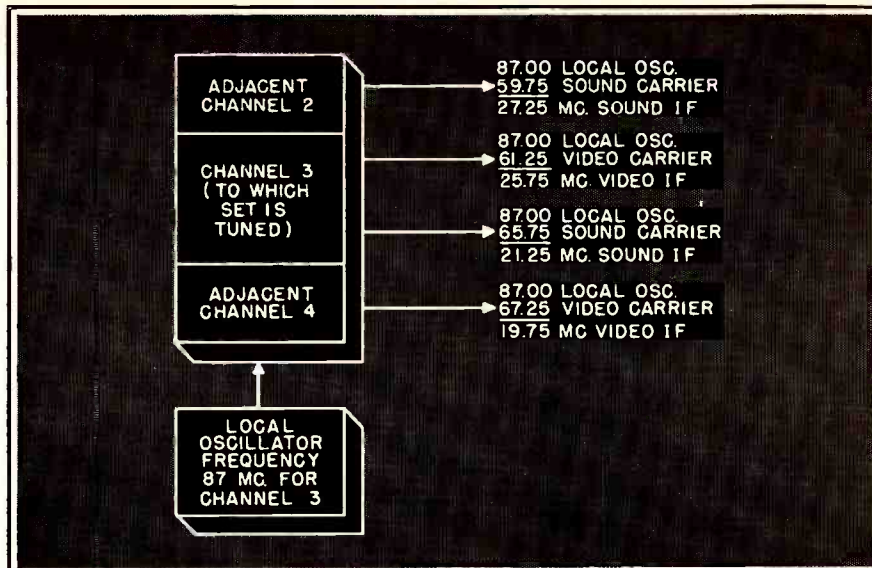 ADJACENT
CHANNEL 2
CHANNEL 3
(TO WHICH
SET IS
TUNED)
ADJACENT
CHANNEL 4
LOCAL
OSCILLATOR
FREQUENCY
87 MC. FOR
CHANNEL 3
87.00 LOCAL OSC.
59.75 SOUND CARRIER
27.25 MC. SOUND IF
87.00 LOCAL OSC.
61.25 VIDEO CARRIER
25.75 MC. VIDEO IF
87.00 LOCAL OSC.
65.75 SOUND CARRIER
21.25 MC. SOUND IF
87.00 LOCAL OSC.
67.25 VIDEO CARRIER
19.75 MC VIDEO IF